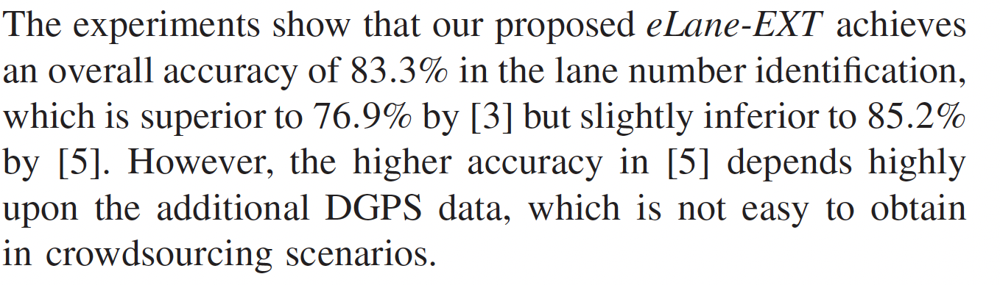 The experiments show that our proposed eLane-EXT achieves
an overall accuracy of 83.3% in the lane number identification,
which is superior to 76.9% by [3] but slightly inferior to 85.2%
by [5]. However, the higher accuracy in [5] depends highly
upon the additional DGPS data, which is not easy to obtain
in crowdsourcing scenarios.